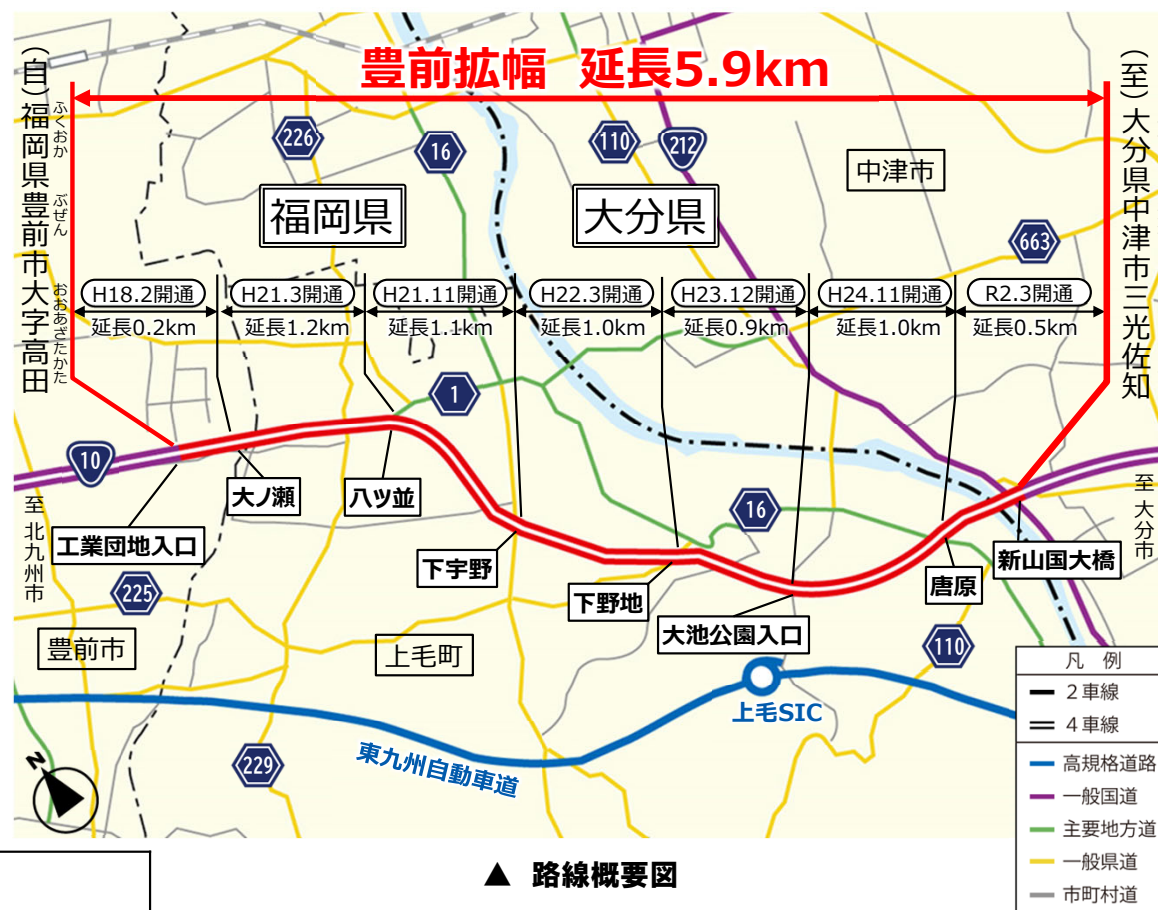 豊前拡幅 延長5.9km
(自)福岡県豊前市大字高田
ふくおか ぶぜん おおあざたかた
(至)大分県中津市三光佐知
226
16
110
212
中津市
福岡県
大分県
663
H18.2開通
延長0.2km
H21.3開通
延長1.2km
H21.11開通
延長1.1km
H22.3開通
延長1.0km
H23.12開通
延長0.9km
H24.11開通
延長1.0km
R2.3開通
延長0.5km
1
10
至 北九州市
工業団地入口
大ノ瀬
八ツ並
下宇野
下野地
16
大池公園入口
唐原
新山国大橋
至 大分市
225
豊前市
上毛町
110
上毛SIC
229
東九州自動車道
N
凡 例
2車線
4車線
高規格道路
一般国道
主要地方道
一般県道
市町村道
▲ 路線概要図